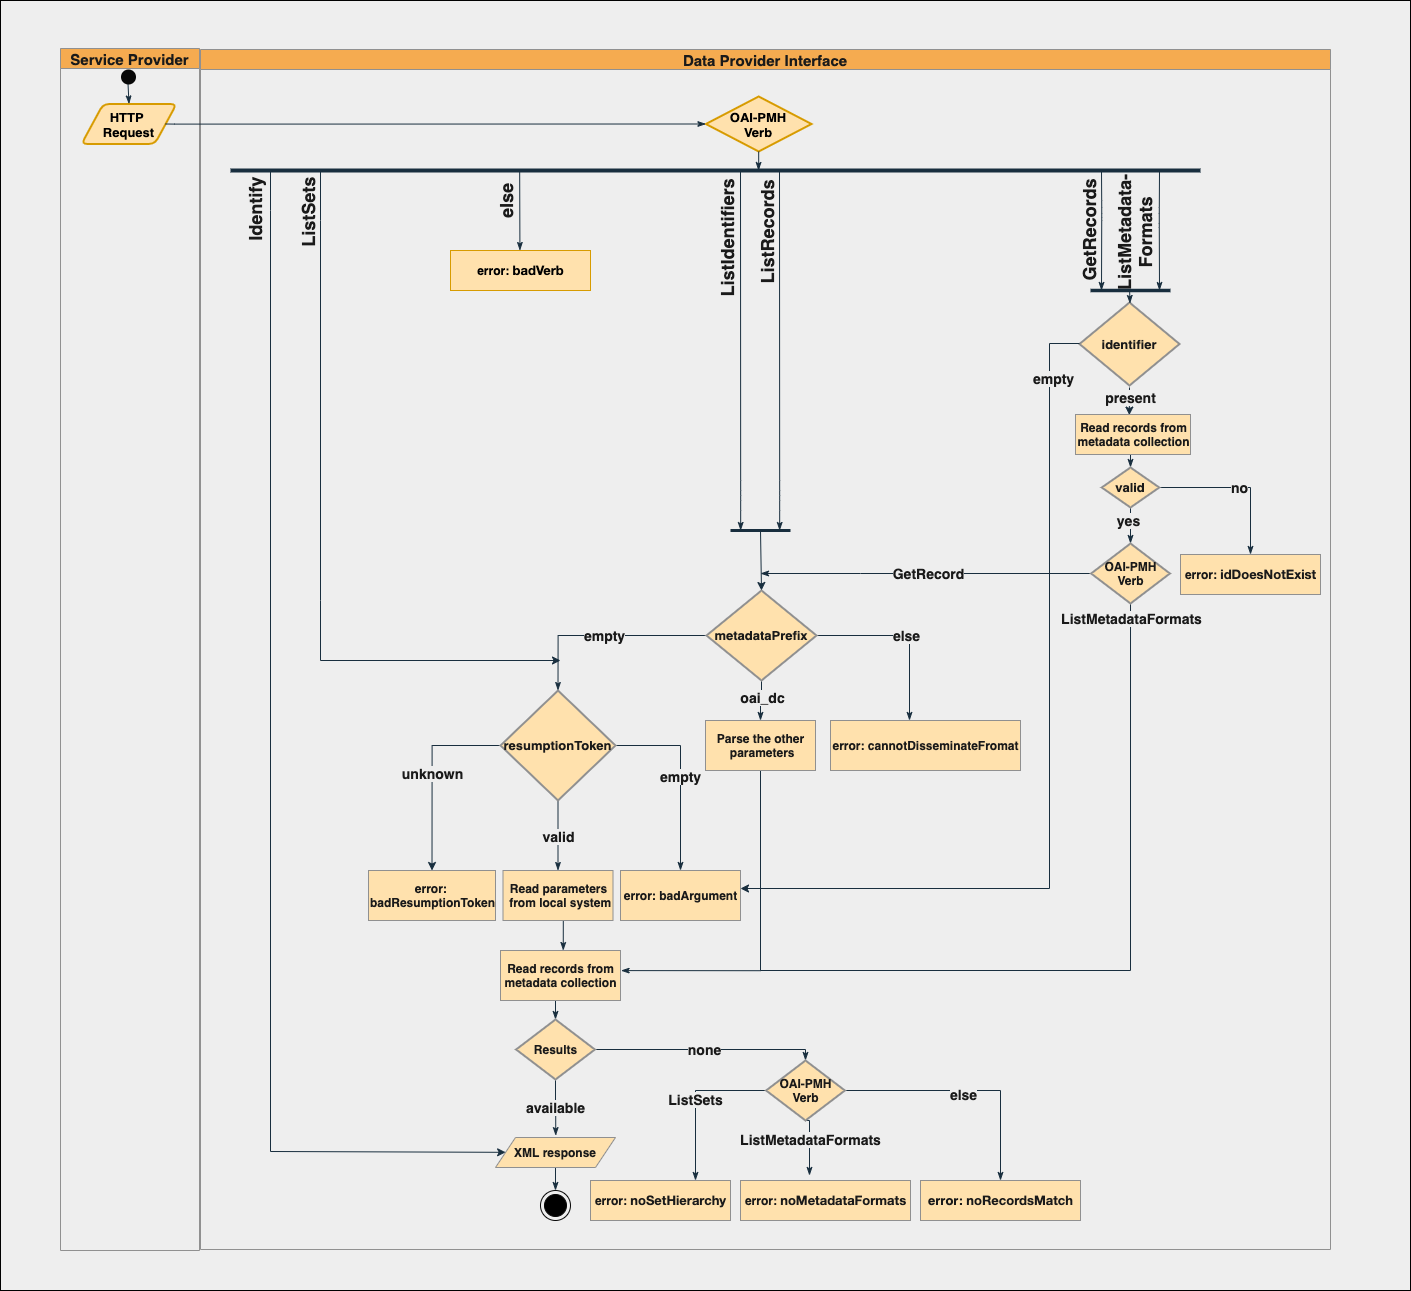 Service Provider
Data Provider Interface
HTTP
Request
OAI-PMH
Verb
Identify
ListSets
else
ListIdentifiers
ListRecords
GetRecords
ListMetadata-
Formats
error: badVerb
identifier
empty
present
Read records from
metadata collection
valid
no
yes
OAI-PMH
Verb
error: idDoesNotExist
GetRecord
ListMetadataFormats
empty
metadataPrefix
else
oai_dc
Parse the other
parameters
error: cannotDisseminateFromat
resumptionToken
unknown
empty
valid
error:
badResumptionToken
Read parameters
from local system
error: badArgument
Read records from
metadata collection
Results
none
OAI-PMH
Verb
ListSets
else
available
ListMetadataFormats
XML response
error: noSetHierarchy
error: noMetadataFormats
error: noRecordsMatch